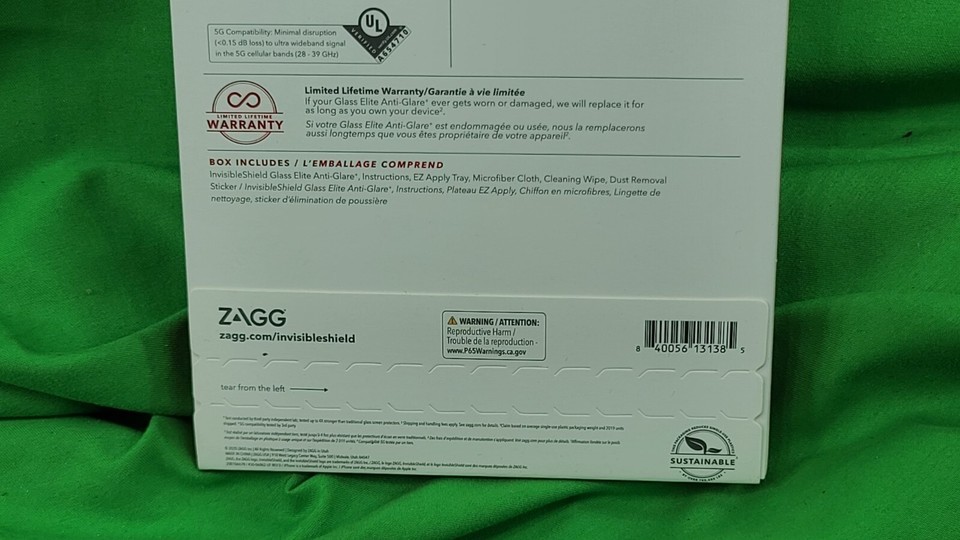 5G Compatibility: Minimal disruption
(<0.15 dB loss) to ultra wideband signal
in the 5G cellular bands (28 - 39 GHz)
UL
VERIFIED
A654710
Limited Lifetime Warranty/Garantie à vie limitée
If your Glass Elite Anti-Glare⁺ ever gets worn or damaged, we will replace it for
as long as you own your device².
Si votre Glass Elite Anti-Glare⁺ est endommagée ou usée, nous la remplacerons
aussi longtemps que vous êtes propriétaire de votre appareil².
LIMITED LIFETIME
WARRANTY
BOX INCLUDES / L'EMBALLAGE COMPREND
InvisibleShield Glass Elite Anti-Glare⁺, Instructions, EZ Apply Tray, Microfiber Cloth, Cleaning Wipe, Dust Removal
Sticker / InvisibleShield Glass Elite Anti-Glare⁺, Instructions, Plateau EZ Apply, Chiffon en microfibres, Lingette de
nettoyage, sticker d'élimination de poussière
ZAGG
zagg.com/invisibleshield
WARNING / ATTENTION:
Reproductive Harm /
Trouble de la reproduction -
www.P65Warnings.ca.gov
8 40056 13138 5
tear from the left
SUSTAINABLE